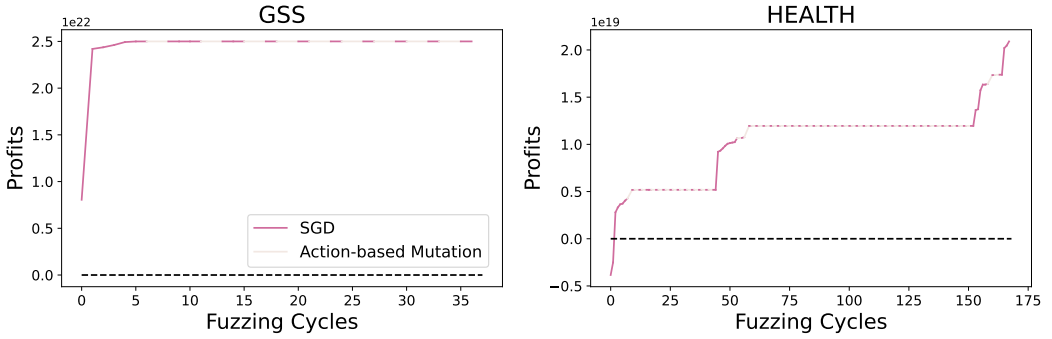 GSS
1e22
2.5
2.0
1.5
1.0
0.5
0.0
Profits
0 5 10 15 20 25 30 35
Fuzzing Cycles
SGD
Action-based Mutation
HEALTH
1e19
2.0
1.5
1.0
0.5
0.0
−0.5
Profits
0 25 50 75 100 125 150 175
Fuzzing Cycles